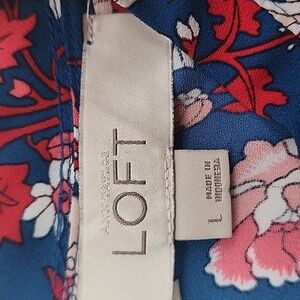 ANN TAYLOR
LOFT
MADE IN
INDONESIA
L